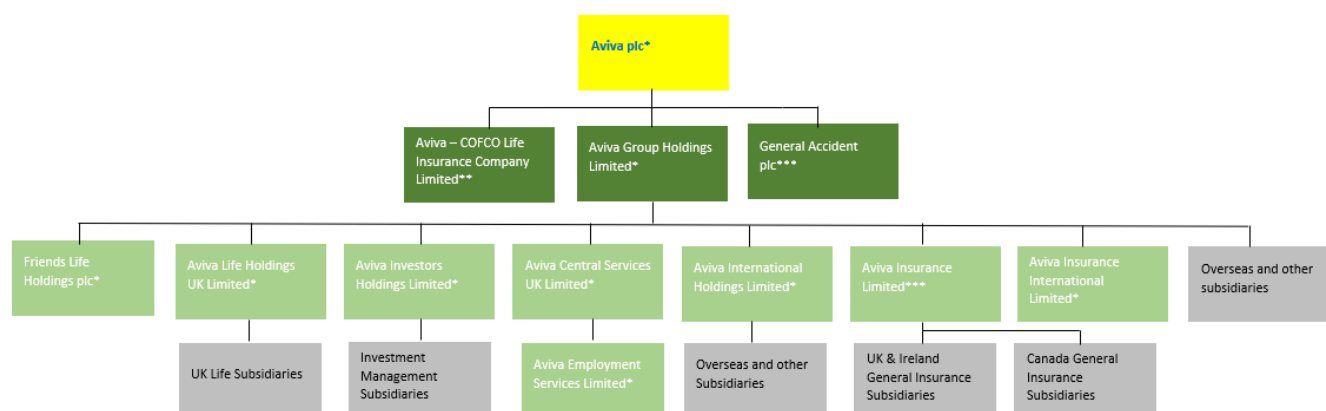 Aviva plc*
Aviva – COFCO Life
Insurance Company
Limited**
Aviva Group Holdings
Limited*
General Accident
plc***
Friends Life
Holdings plc*
Aviva Life Holdings
UK Limited*
Aviva Investors
Holdings Limited*
Aviva Central Services
UK Limited*
Aviva International
Holdings Limited*
Aviva Insurance
Limited***
Aviva Insurance
International
Limited*
Overseas and other
subsidiaries
UK Life Subsidiaries
Investment
Management
Subsidiaries
Aviva Employment
Services Limited*
Overseas and other
Subsidiaries
UK & Ireland
General Insurance
Subsidiaries
Canada General
Insurance
Subsidiaries